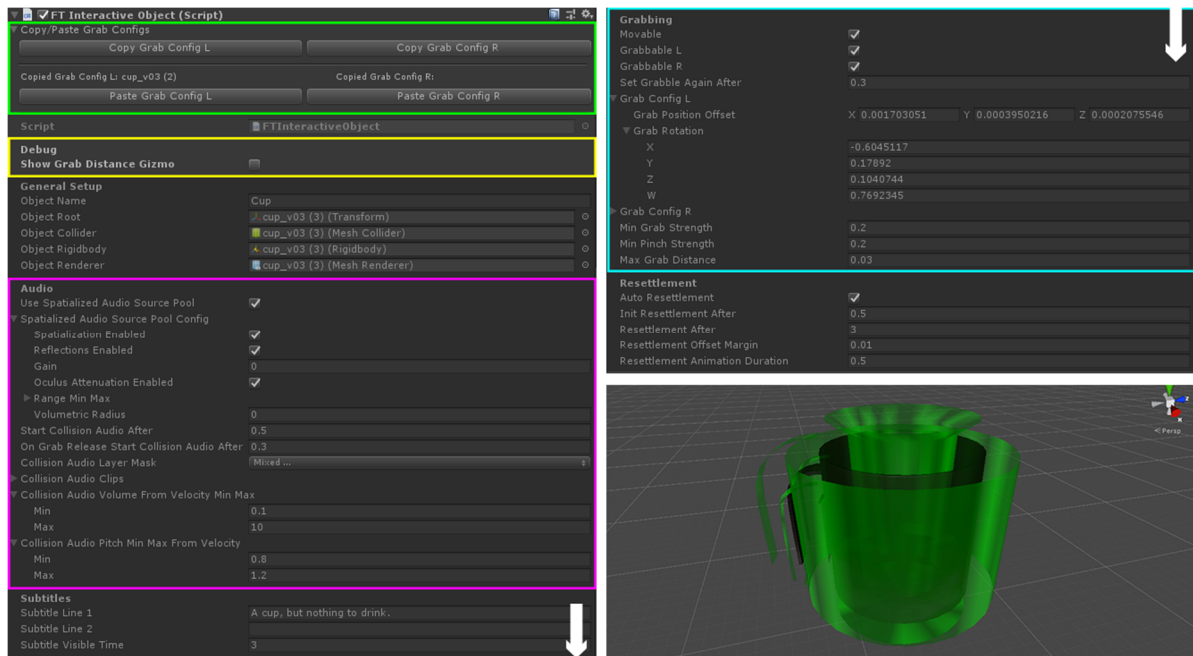 FT Interactive Object (Script)
Copy/Paste Grab Configs
Copy Grab Config L
Copy Grab Config R
Copied Grab Config L: cup_v03 (2)
Copied Grab Config R:
Paste Grab Config L
Paste Grab Config R
Script
FTInteractiveObject
Debug
Show Grab Distance Gizmo
General Setup
Object Name Cup
Object Root cup_v03 (3) (Transform)
Object Collider cup_v03 (3) (Mesh Collider)
Object Rigidbody cup_v03 (3) (Rigidbody)
Object Renderer cup_v03 (3) (Mesh Renderer)
Audio
Use Spatialized Audio Source Pool
Spatialized Audio Source Pool Config
Spatialization Enabled
Reflections Enabled
Gain 0
Oculus Attenuation Enabled
Range Min Max
Volumetric Radius 0
Start Collision Audio After 0.5
On Grab Release Start Collision Audio After 0.3
Collision Audio Layer Mask Mixed ...
Collision Audio Clips
Collision Audio Volume From Velocity Min Max
Min 0.1
Max 10
Collision Audio Pitch Min Max From Velocity
Min 0.8
Max 1.2
Subtitles
Subtitle Line 1 A cup, but nothing to drink.
Subtitle Line 2
Subtitle Visible Time 3
Grabbing
Movable
Grabbable L
Grabbable R
Set Grabble Again After 0.3
Grab Config L
Grab Position Offset X 0.001703051 Y 0.0003950216 Z 0.0002075546
Grab Rotation
X -0.6045117
Y 0.17892
Z 0.1040744
W 0.7692345
Grab Config R
Min Grab Strength 0.2
Min Pinch Strength 0.2
Max Grab Distance 0.03
Resettlement
Auto Resettlement
Init Resettlement After 0.5
Resettlement After 3
Resettlement Offset Margin 0.01
Resettlement Animation Duration 0.5
Persp